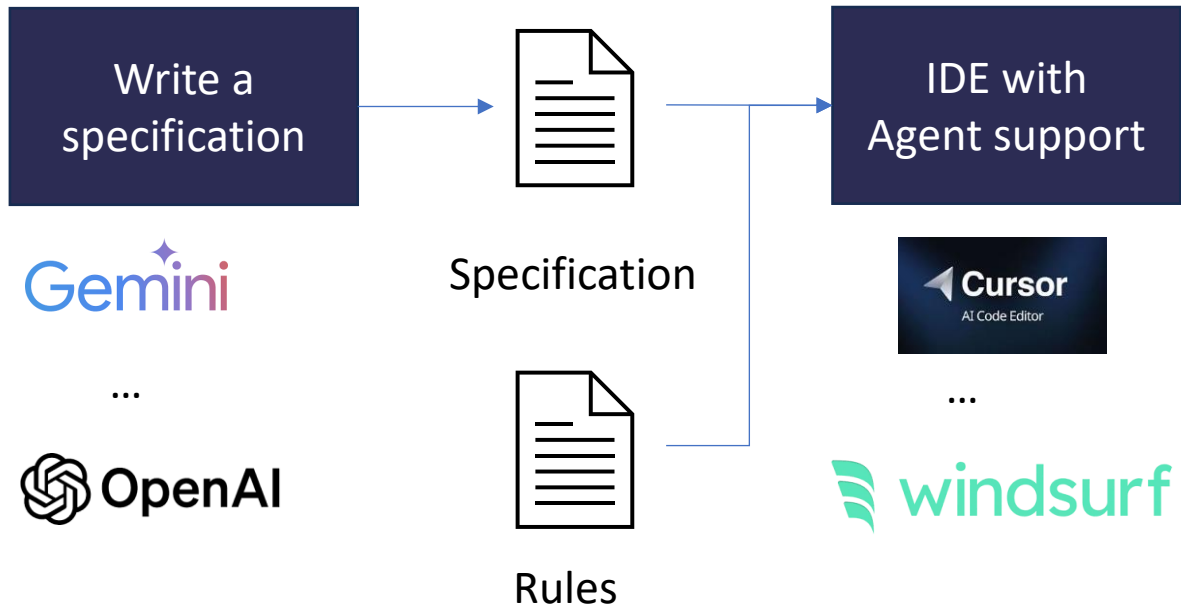 Write a
specification
IDE with
Agent support
Gemini
Specification
Cursor
AI Code Editor
...
...
OpenAI
windsurf
Rules